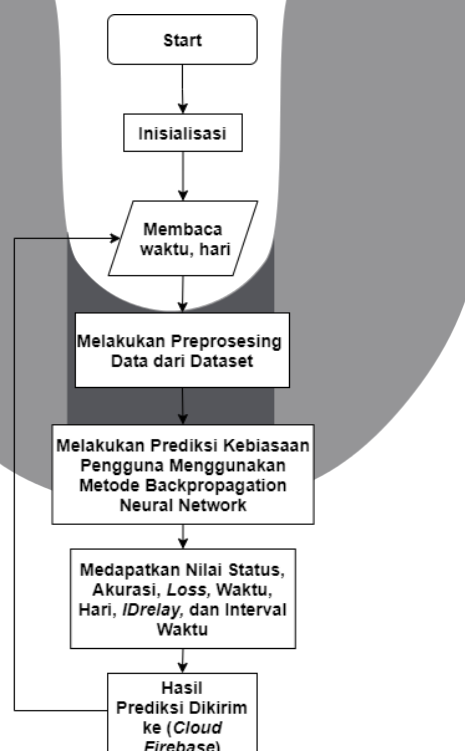 Start
Inisialisasi
Membaca
waktu, hari
Melakukan Preprosesing
Data dari Dataset
Melakukan Prediksi Kebiasaan
Pengguna Menggunakan
Metode Backpropagation
Neural Network
Medapatkan Nilai Status,
Akurasi, Loss, Waktu,
Hari, IDrelay, dan Interval
Waktu
Hasil
Prediksi Dikirim
ke (Cloud
Firebase)